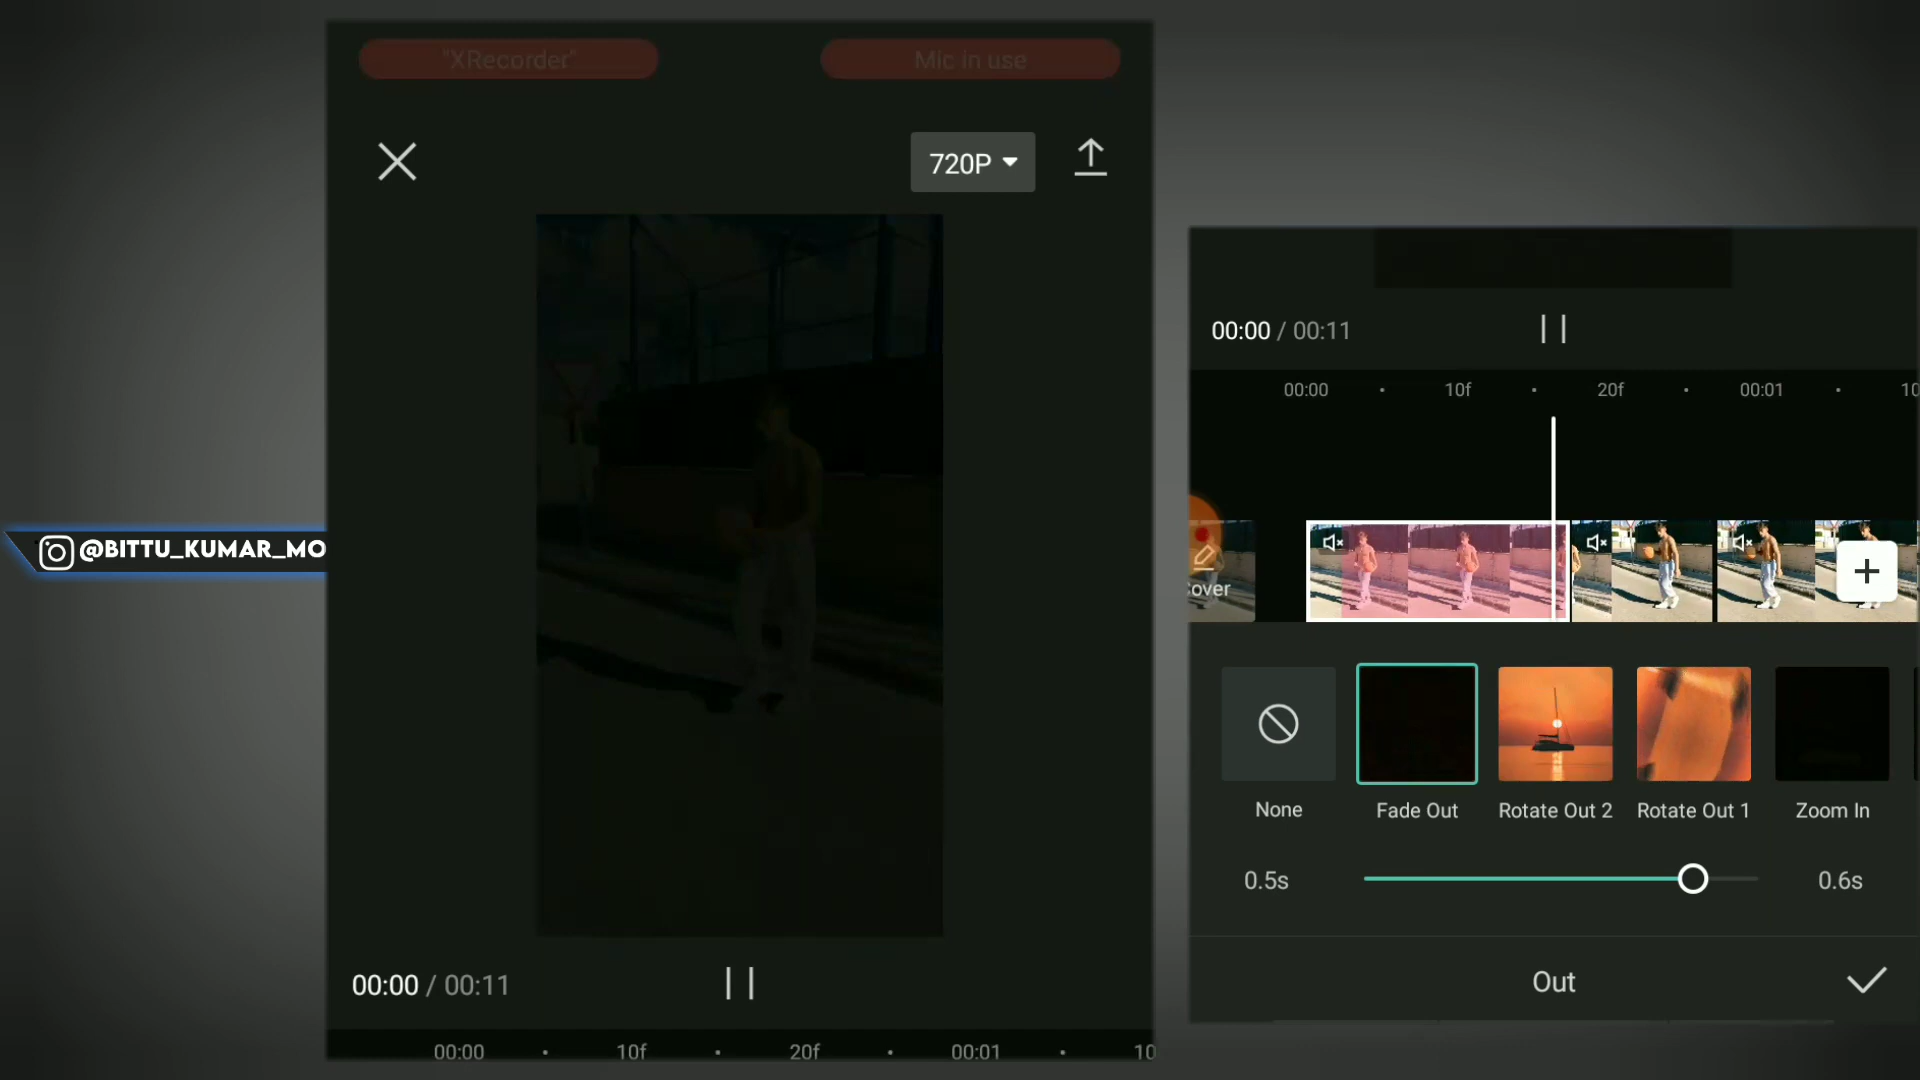 "XRecorder"
Mic in use
720P
@BITTU_KUMAR_MO
00:00 / 00:11
00:00
10f
20f
00:01
10
00:00 / 00:11
00:00
10f
20f
00:01
10
over
None
Fade Out
Rotate Out 2
Rotate Out 1
Zoom In
0.5s
0.6s
Out